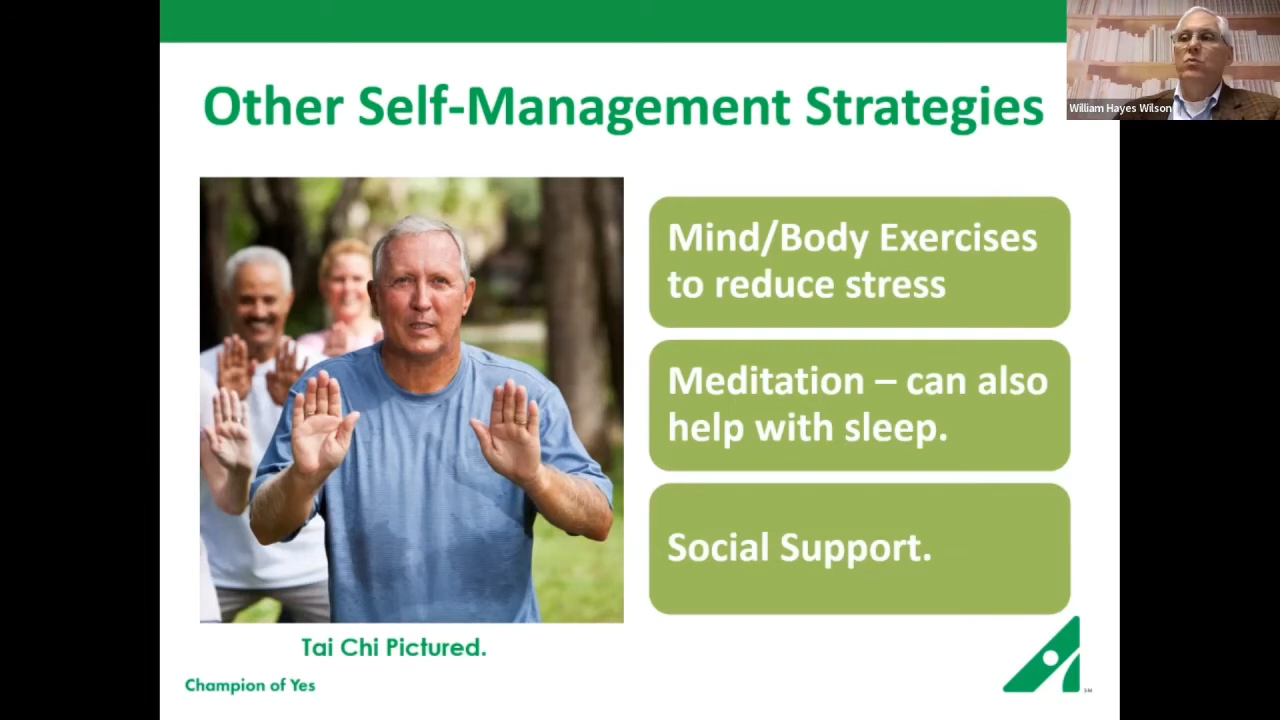 Other Self-Management Strategies
William Hayes Wilson
Mind/Body Exercises
to reduce stress
Meditation – can also
help with sleep.
Social Support.
Tai Chi Pictured.
Champion of Yes
SM